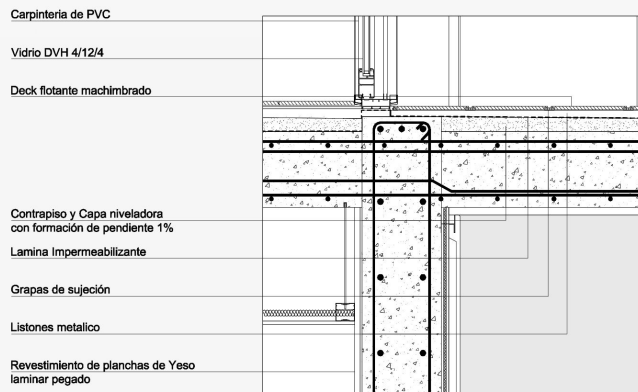 Carpinteria de PVC
Vidrio DVH 4/12/4
Deck flotante machimbrado
Contrapiso y Capa niveladora
con formación de pendiente 1%
Lamina Impermeabilizante
Grapas de sujeción
Listones metalico
Revestimiento de planchas de Yeso
laminar pegado